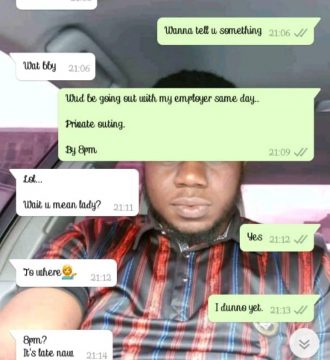 Wanna tell u something 21:06
Wat bby 21:06
Wud be going out with my employer same day..
Private outing.
By 8pm 21:09
Lol...
Wait u mean lady? 21:11
Yes 21:12
To where 21:12
I dunno yet. 21:13
8pm?
It's late naw 21:14